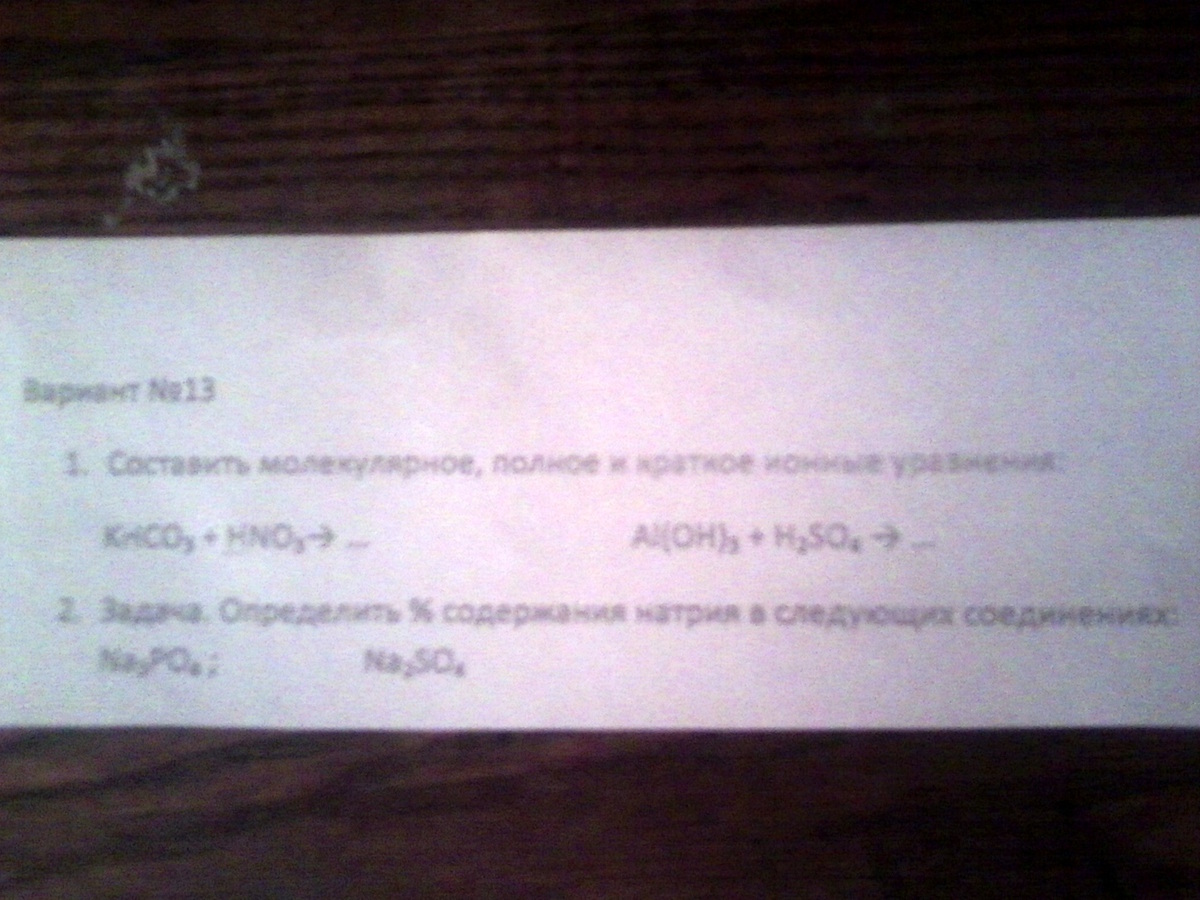 Вариант №13
1. Составить молекулярное, полное и краткое ионные уравнения:
KHCO₃ + HNO₃→ ... Al(OH)₃ + H₂SO₄ → ...
2. Задача. Определить % содержания натрия в следующих соединениях:
Na₃PO₄ ; Na₂SO₄